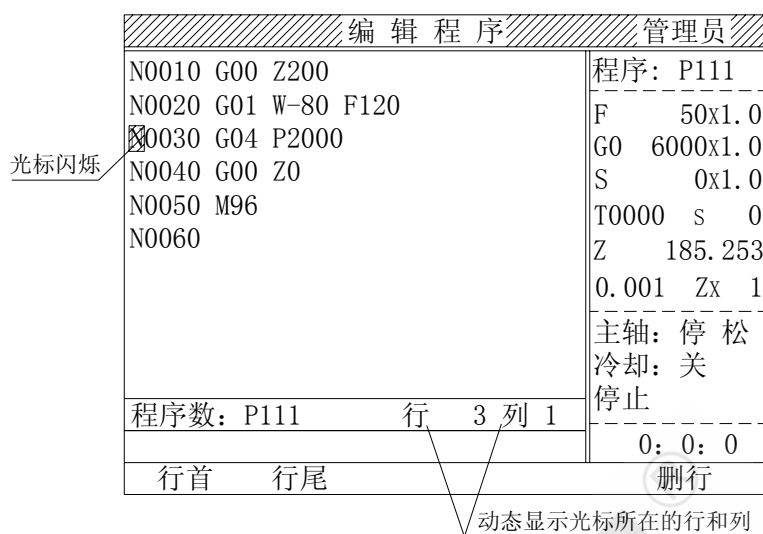 编 辑 程 序 管理员
N0010 G00 Z200
N0020 G01 W-80 F120
N0030 G04 P2000
N0040 G00 Z0
N0050 M96
N0060
光标闪烁
程序数: P111 行 3 列 1
行首 行尾 删行
程序: P111
F 50X1.0
G0 6000X1.0
S 0X1.0
T0000 S 0
Z 185.253
0.001 ZX 1
主轴: 停 松
冷却: 关
停止
0: 0: 0
动态显示光标所在的行和列